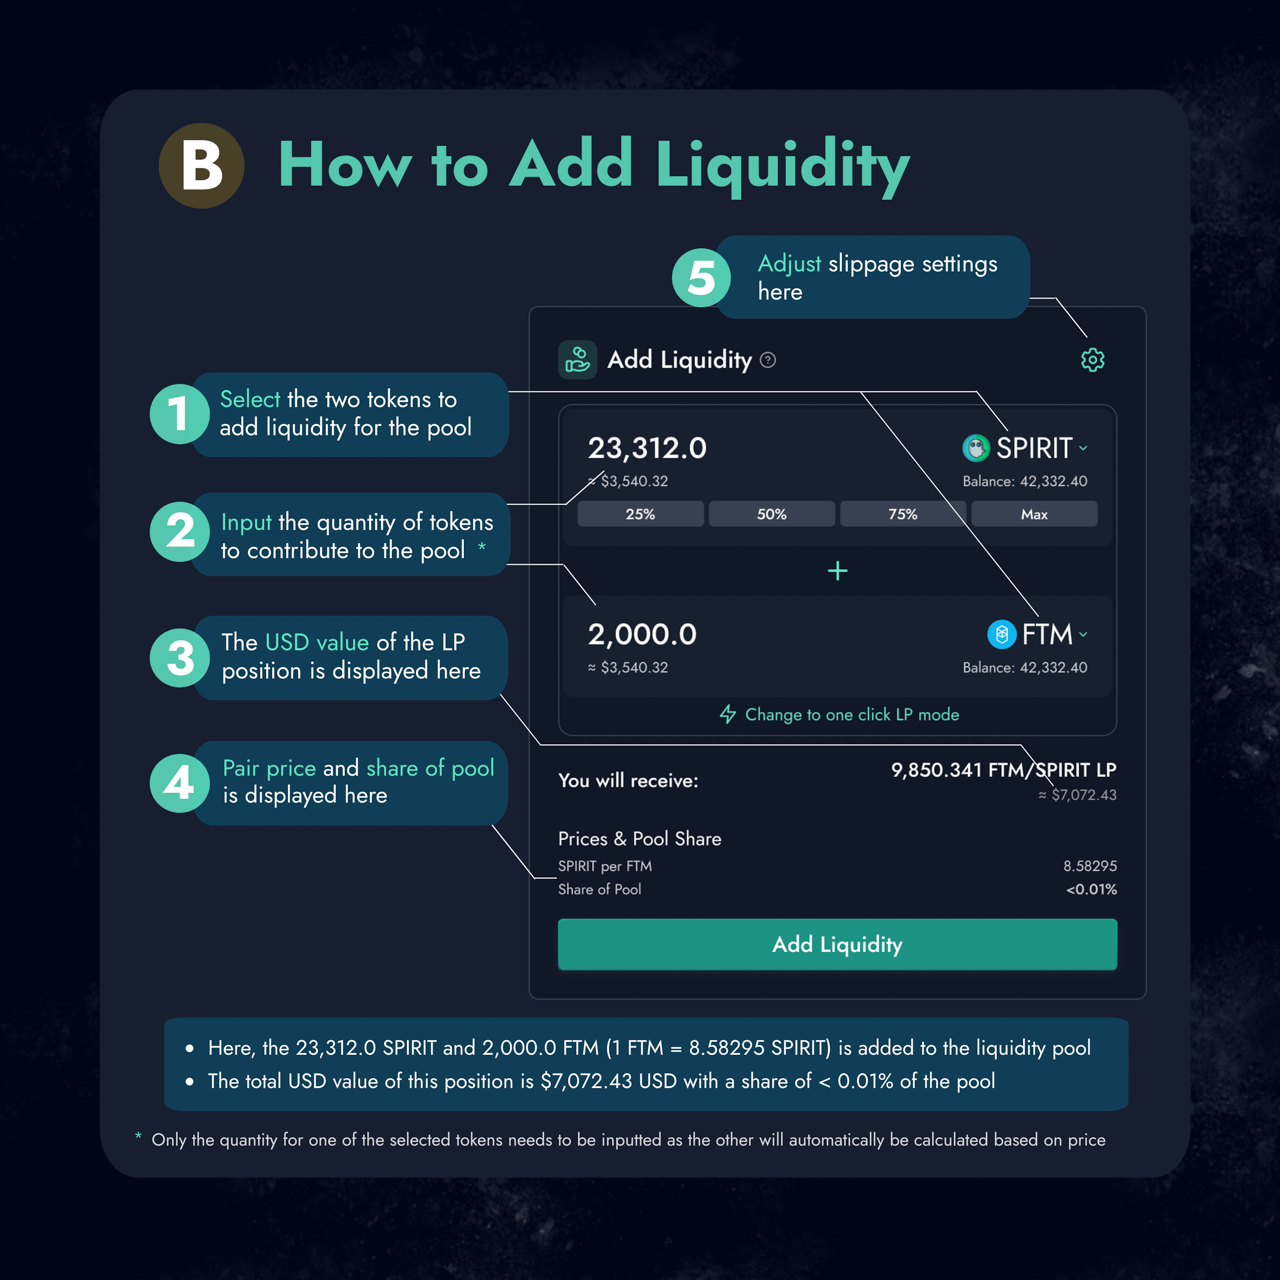 B How to Add Liquidity
5 Adjust slippage settings
here
Add Liquidity ?
1 Select the two tokens to
add liquidity for the pool
23,312.0 SPIRIT
≈ $3,540.32 Balance: 42,332.40
25% 50% 75% Max
2 Input the quantity of tokens
to contribute to the pool *
+
2,000.0 FTM
≈ $3,540.32 Balance: 42,332.40
Change to one click LP mode
3 The USD value of the LP
position is displayed here
4 Pair price and share of pool
is displayed here
You will receive: 9,850.341 FTM/SPIRIT LP
≈ $7,072.43
Prices & Pool Share
SPIRIT per FTM 8.58295
Share of Pool <0.01%
Add Liquidity
• Here, the 23,312.0 SPIRIT and 2,000.0 FTM (1 FTM = 8.58295 SPIRIT) is added to the liquidity pool
• The total USD value of this position is $7,072.43 USD with a share of < 0.01% of the pool
* Only the quantity for one of the selected tokens needs to be inputted as the other will automatically be calculated based on price